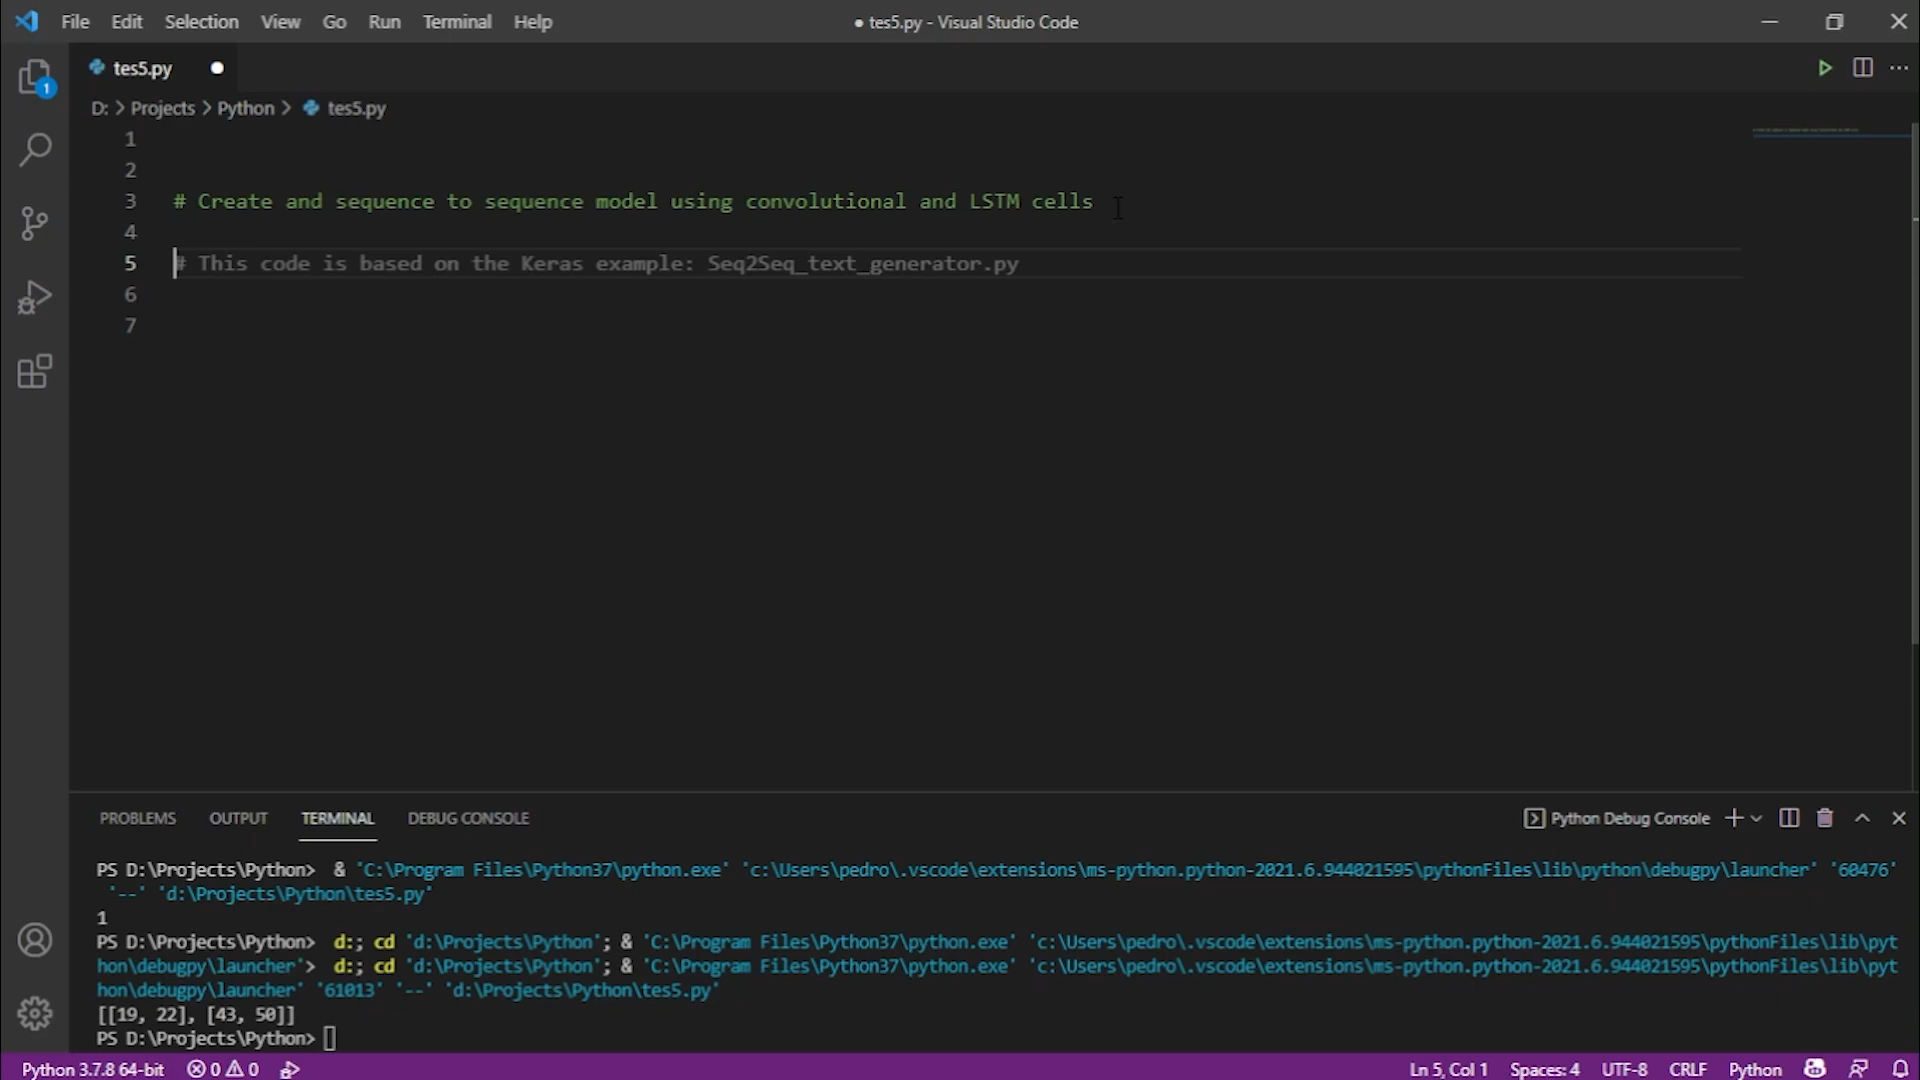 File Edit Selection View Go Run Terminal Help
● tes5.py - Visual Studio Code
1
tes5.py
D: > Projects > Python > tes5.py
1
2
3 # Create and sequence to sequence model using convolutional and LSTM cells
4
5 # This code is based on the Keras example: Seq2Seq_text_generator.py
6
7
PROBLEMS OUTPUT TERMINAL DEBUG CONSOLE
Python Debug Console
PS D:\Projects\Python> & 'C:\Program Files\Python37\python.exe' 'c:\Users\pedro\.vscode\extensions\ms-python.python-2021.6.944021595\pythonFiles\lib\python\debugpy\launcher' '60476'
'--' 'd:\Projects\Python\tes5.py'
1
PS D:\Projects\Python> d:; cd 'd:\Projects\Python'; & 'C:\Program Files\Python37\python.exe' 'c:\Users\pedro\.vscode\extensions\ms-python.python-2021.6.944021595\pythonFiles\lib\pyt
hon\debugpy\launcher'> d:; cd 'd:\Projects\Python'; & 'C:\Program Files\Python37\python.exe' 'c:\Users\pedro\.vscode\extensions\ms-python.python-2021.6.944021595\pythonFiles\lib\pyt
hon\debugpy\launcher' '61013' '--' 'd:\Projects\Python\tes5.py'
[[19, 22], [43, 50]]
PS D:\Projects\Python>
Python 3.7.8 64-bit 0 0
Ln 5, Col 1 Spaces: 4 UTF-8 CRLF Python